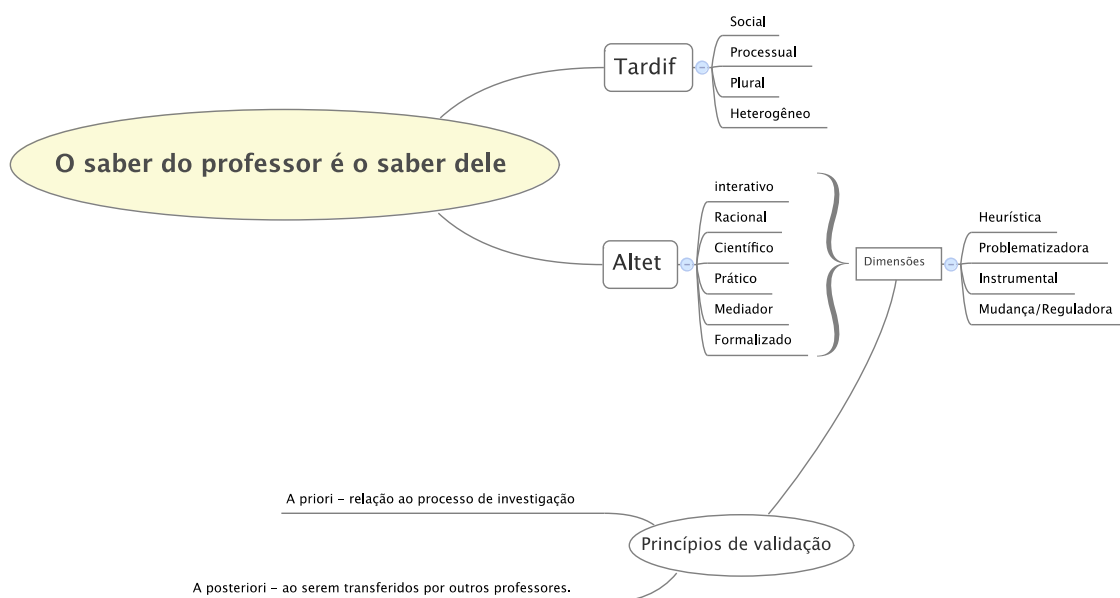 O saber do professor é o saber dele
Tardif
Social
Processual
Plural
Heterogêneo
Altet
interativo
Racional
Científico
Prático
Mediador
Formalizado
Dimensões
Heurística
Problematizadora
Instrumental
Mudança/Reguladora
Princípios de validação
A priori – relação ao processo de investigação
A posteriori – ao serem transferidos por outros professores.